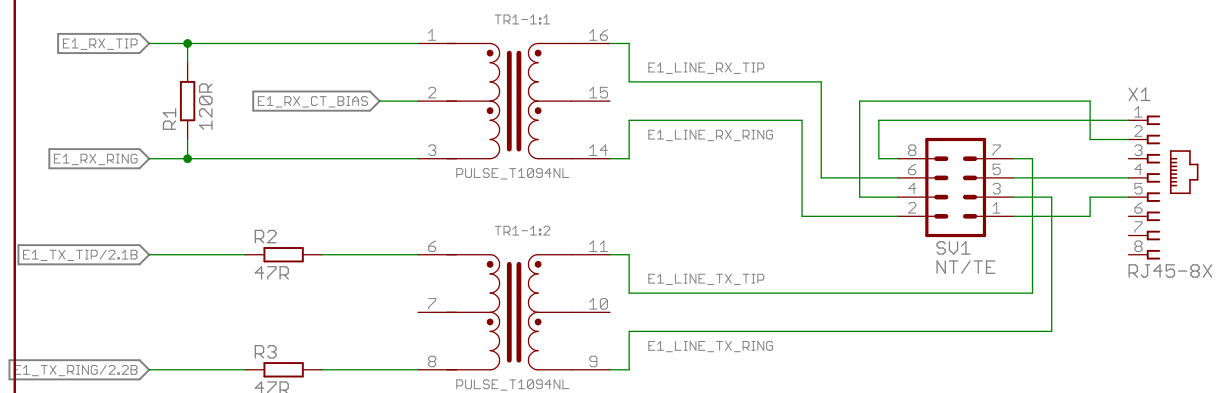 TR1-1:1
E1_RX_TIP
1
16
E1_LINE_RX_TIP
R1
120R
E1_RX_CT_BIAS
2
15
E1_LINE_RX_RING
E1_RX_RING
3
14
PULSE_T1094NL
X1
1
2
3
4
5
6
7
8
RJ45-8X
8
7
6
5
4
3
2
1
SV1
NT/TE
TR1-1:2
E1_TX_TIP/2.1B
R2
47R
6
11
E1_LINE_TX_TIP
7
10
E1_LINE_TX_RING
E1_TX_RING/2.2B
R3
47R
8
9
PULSE_T1094NL